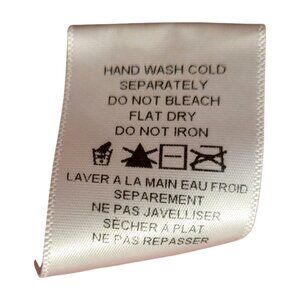 HAND WASH COLD
SEPARATELY
DO NOT BLEACH
FLAT DRY
DO NOT IRON
LAVER A LA MAIN EAU FROID
SEPAREMENT
NE PAS JAVELLISER
SÉCHER A PLAT
NE PAS REPASSER